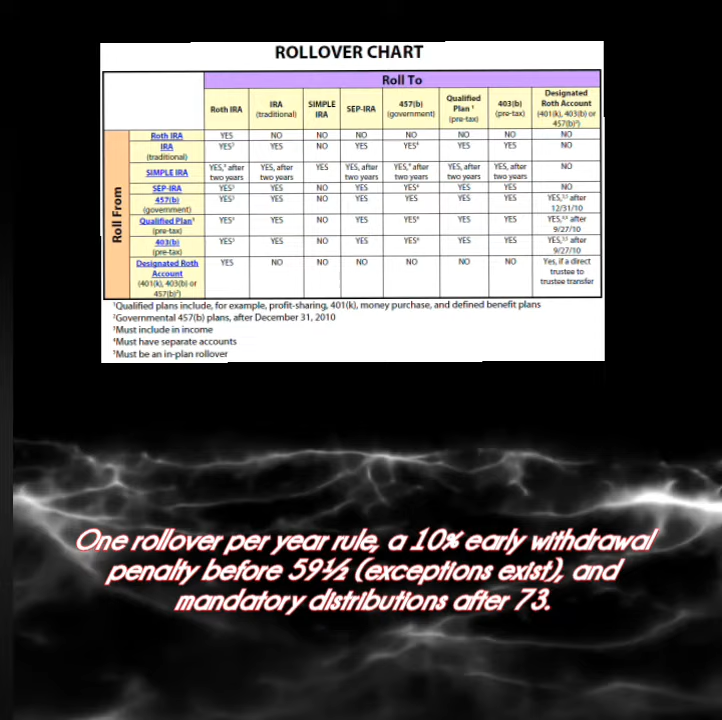 ROLLOVER CHART
Roll To
Roth IRA
IRA
(traditional)
SIMPLE
IRA
SEP-IRA
457(b)
(government)
Qualified
Plan ¹
(pre-tax)
403(b)
(pre-tax)
Designated
Roth Account
(401(k), 403(b) or
457(b)²)
Roll From
Roth IRA YES NO NO NO NO NO NO NO
IRA YES³ YES NO YES YES⁴ YES YES NO
(traditional)
SIMPLE IRA
YES,³ after YES, after YES YES, after YES,⁴ after YES, after YES, after NO
two years two years two years two years two years two years
SEP-IRA YES³ YES NO YES YES⁴ YES YES NO
457(b) YES³ YES NO YES YES YES YES YES,³,⁵ after
(government) 12/31/10
Qualified Plan¹ YES³ YES NO YES YES⁴ YES YES YES,³,⁵ after
(pre-tax) 9/27/10
403(b) YES³ YES NO YES YES⁴ YES YES YES,³,⁵ after
(pre-tax) 9/27/10
Designated Roth YES NO NO NO NO NO NO Yes, if a direct
Account trustee to
(401(k), 403(b) or trustee transfer
457(b)²)
¹Qualified plans include, for example, profit-sharing, 401(k), money purchase, and defined benefit plans
²Governmental 457(b) plans, after December 31, 2010
³Must include in income
⁴Must have separate accounts
⁵Must be an in-plan rollover
One rollover per year rule, a 10% early withdrawal
penalty before 59½ (exceptions exist), and
mandatory distributions after 73.